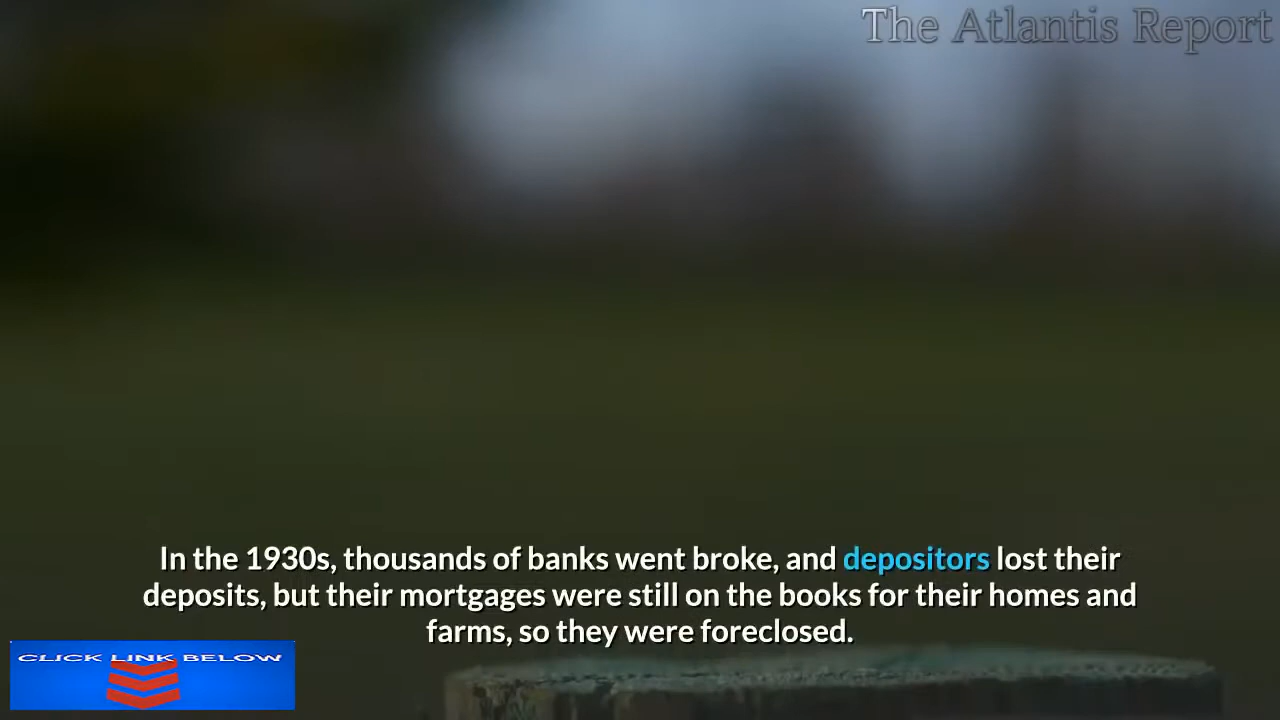 The Atlantis Report
In the 1930s, thousands of banks went broke, and depositors lost their
deposits, but their mortgages were still on the books for their homes and
farms, so they were foreclosed.
CLICK LINK BELOW